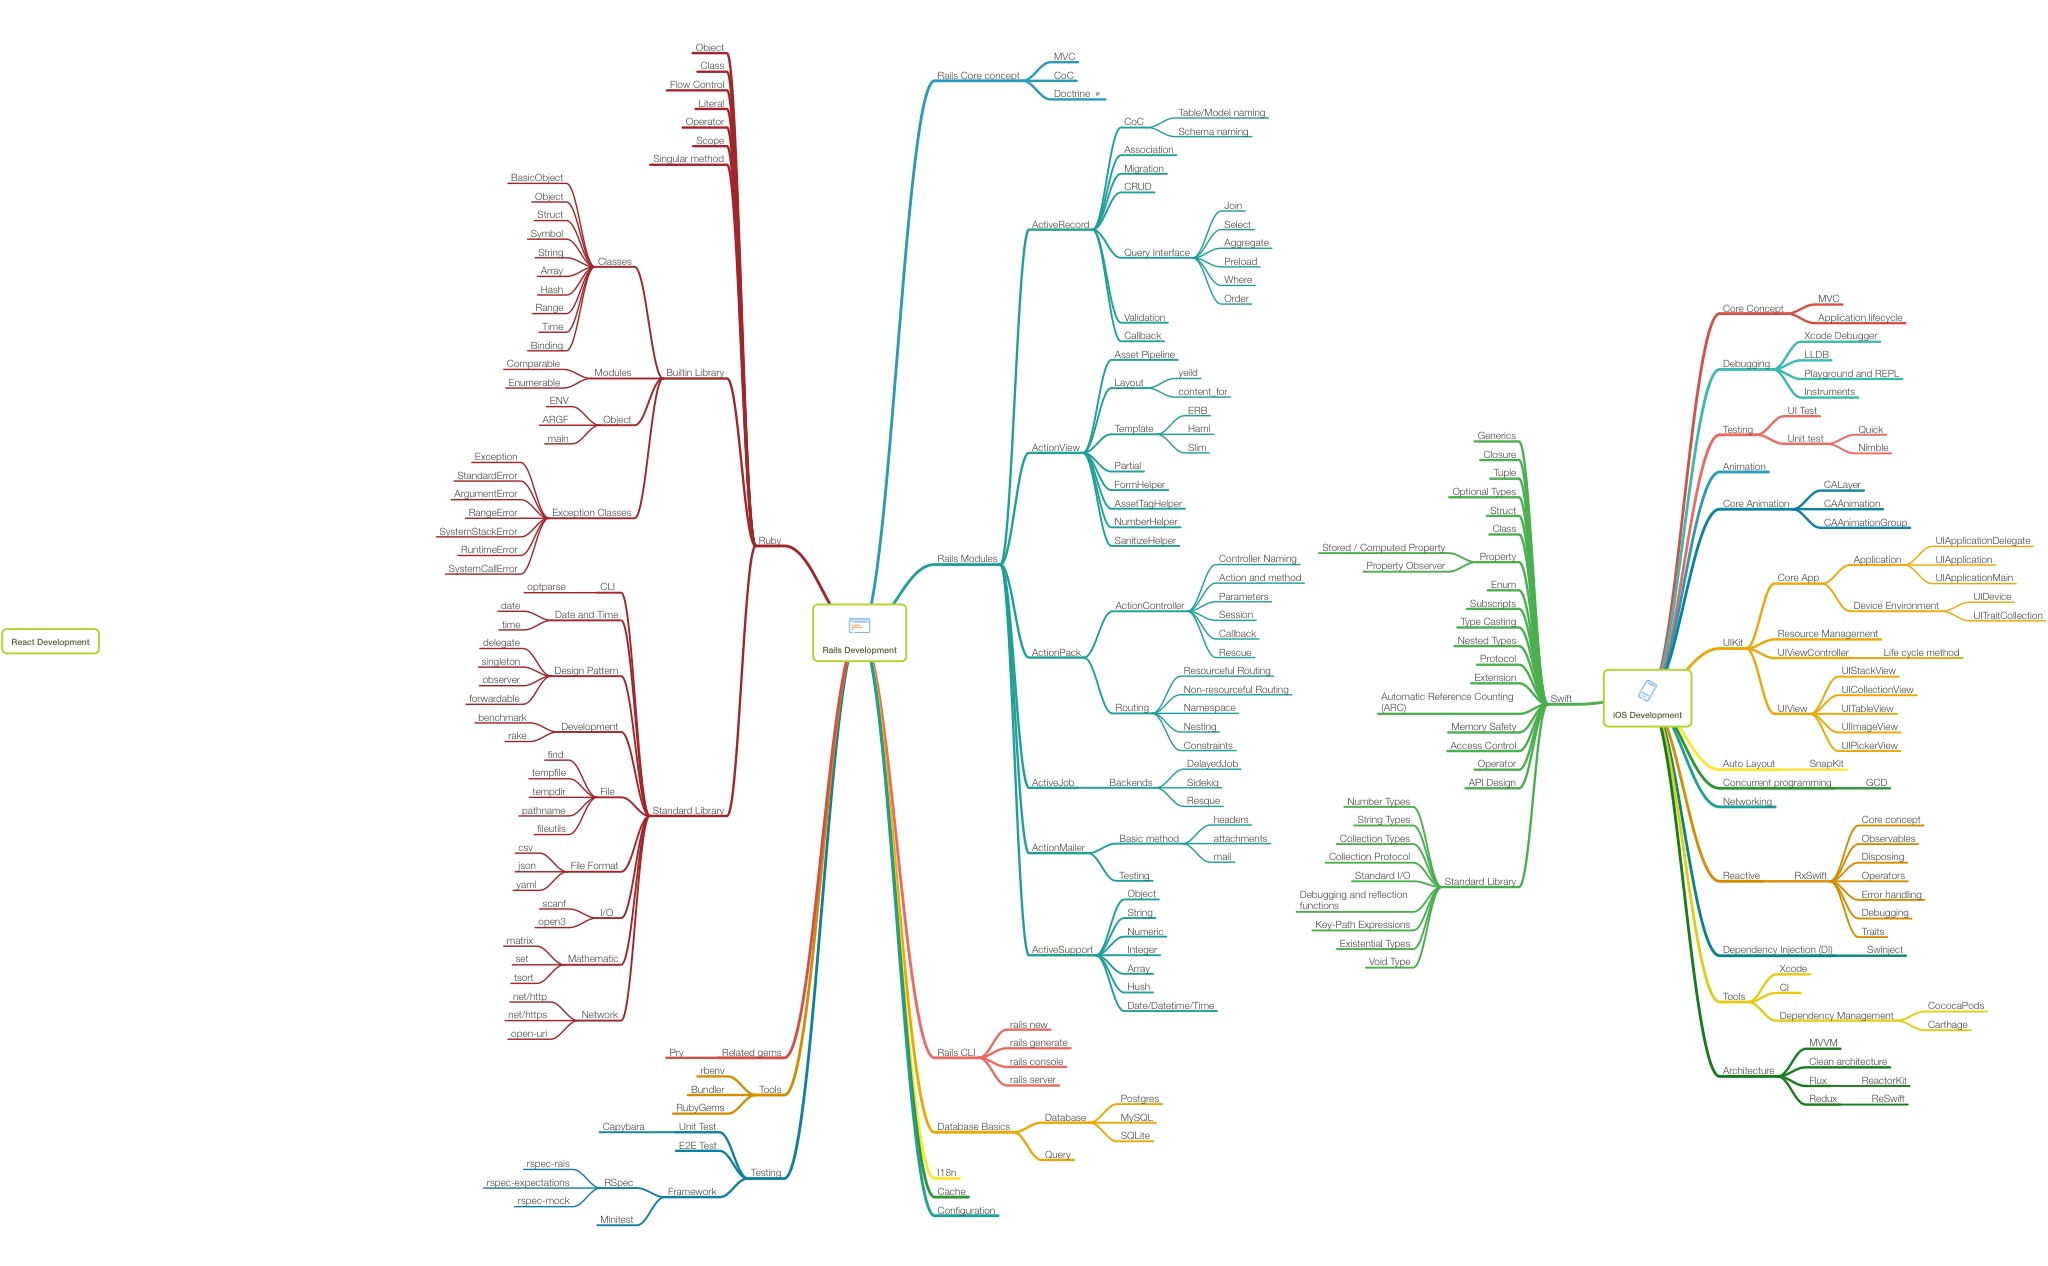 React Development
Rails Development
Ruby
Object
Class
Flow Control
Literal
Operator
Scope
Singular method
Builtin Library
Classes
BasicObject
Object
Struct
Symbol
String
Array
Hash
Range
Time
Binding
Modules
Comparable
Enumerable
Object
ENV
ARGF
main
Exception Classes
Exception
StandardError
ArgumentError
RangeError
SystemStackError
RuntimeError
SystemCallError
Standard Library
CLI
optparse
Date and Time
date
time
Design Pattern
delegate
singleton
observer
forwardable
Development
benchmark
rake
File
find
tempfile
tempdir
pathname
fileutils
File Format
csv
json
yaml
I/O
scanf
open3
Mathematic
matrix
set
tsort
Network
net/http
net/https
open-uri
Related gems
Pry
Tools
rbenv
Bundler
RubyGems
Testing
Unit Test
Capybara
E2E Test
Framework
RSpec
rspec-rais
rspec-expectations
rspec-mock
Minitest
Rails Core concept
MVC
CoC
Doctrine
Rails Modules
ActiveRecord
CoC
Table/Model naming
Schema naming
Association
Migration
CRUD
Query Interface
Join
Select
Aggregate
Preload
Where
Order
Validation
Callback
ActionView
Asset Pipeline
Layout
yeild
content_for
Template
ERB
Haml
Slim
Partial
FormHelper
AssetTagHelper
NumberHelper
SanitizeHelper
ActionPack
ActionController
Controller Naming
Action and method
Parameters
Session
Callback
Rescue
Routing
Resourceful Routing
Non-resourceful Routing
Namespace
Nesting
Constraints
ActiveJob
Backends
DelayedJob
Sidekiq
Resque
ActionMailer
Basic method
headers
attachments
mail
Testing
ActiveSupport
Object
String
Numeric
Integer
Array
Hush
Date/Datetime/Time
Rails CLI
rails new
rails generate
rails console
rails server
Database Basics
Database
Postgres
MySQL
SQLite
Query
I18n
Cache
Configuration
iOS Development
Swift
Generics
Closure
Tuple
Optional Types
Struct
Class
Property
Stored / Computed Property
Property Observer
Enum
Subscripts
Type Casting
Nested Types
Protocol
Extension
Automatic Reference Counting
(ARC)
Memory Safety
Access Control
Operator
API Design
Standard Library
Number Types
String Types
Collection Types
Collection Protocol
Standard I/O
Debugging and reflection
functions
Key-Path Expressions
Existential Types
Void Type
Core Concept
MVC
Application lifecycle
Debugging
Xcode Debugger
LLDB
Playground and REPL
Instruments
Testing
UI Test
Unit test
Quick
Nimble
Animation
Core Animation
CALayer
CAAnimation
CAAnimationGroup
UIKit
Core App
Application
UIApplicationDelegate
UIApplication
UIApplicationMain
Device Environment
UIDevice
UITraitCollection
Resource Management
UIViewController
Life cycle method
UIView
UIStackView
UICollectionView
UITableView
UIImageView
UIPickerView
Auto Layout
SnapKit
Concurrent programming
GCD
Networking
Reactive
RxSwift
Core concept
Observables
Disposing
Operators
Error handling
Debugging
Traits
Dependency Injection (DI)
Swinject
Tools
Xcode
CI
Dependency Management
CococaPods
Carthage
Architecture
MVVM
Clean architecture
Flux
ReactorKit
Redux
ReSwift